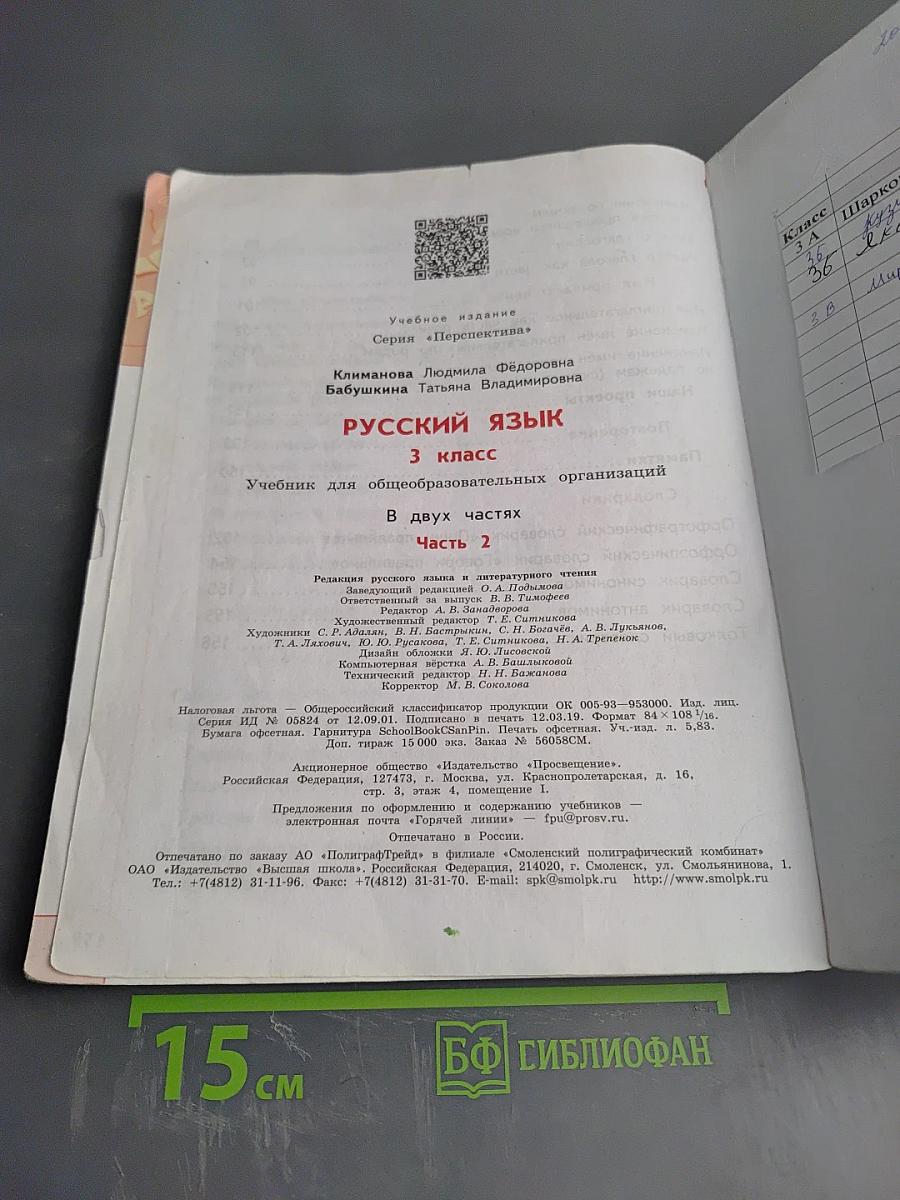 Учебное издание
Серия «Перспектива»
Климанова Людмила Фёдоровна
Бабушкина Татьяна Владимировна
РУССКИЙ ЯЗЫК
3 класс
Учебник для общеобразовательных организаций
В двух частях
Часть 2
Редакция русского языка и литературного чтения
Заведующий редакцией О. А. Подымова
Ответственный за выпуск В. В. Тимофеев
Редактор А. В. Занадворова
Художественный редактор Т. Е. Ситникова
Художники С. Р. Адалян, В. Н. Бастрыкин, С. Н. Богачёв, А. В. Лукьянов,
Т. А. Ляхович, Ю. Ю. Русакова, Т. Е. Ситникова, Н. А. Трепенок
Дизайн обложки Я. Ю. Лисовской
Компьютерная вёрстка А. В. Башлыковой
Технический редактор Н. Н. Бажанова
Корректор М. В. Соколова
Налоговая льгота — Общероссийский классификатор продукции ОК 005-93—953000. Изд. лиц.
Серия ИД № 05824 от 12.09.01. Подписано в печать 12.03.19. Формат 84×108 1/16.
Бумага офсетная. Гарнитура SchoolBookCSanPin. Печать офсетная. Уч.-изд. л. 5,83.
Доп. тираж 15 000 экз. Заказ № 56058СМ.
Акционерное общество «Издательство «Просвещение».
Российская Федерация, 127473, г. Москва, ул. Краснопролетарская, д. 16,
стр. 3, этаж 4, помещение I.
Предложения по оформлению и содержанию учебников —
электронная почта «Горячей линии» — fpu@prosv.ru.
Отпечатано в России.
Отпечатано по заказу АО «ПолиграфТрейд» в филиале «Смоленский полиграфический комбинат»
ОАО «Издательство «Высшая школа». Российская Федерация, 214020, г. Смоленск, ул. Смольянинова, 1.
Тел.: +7(4812) 31-11-96. Факс: +7(4812) 31-31-70. E-mail: spk@smolpk.ru http://www.smolpk.ru
Класс
3 А Шарко
3б
3б
3 В
15 см
БФ БИБЛИОФАН